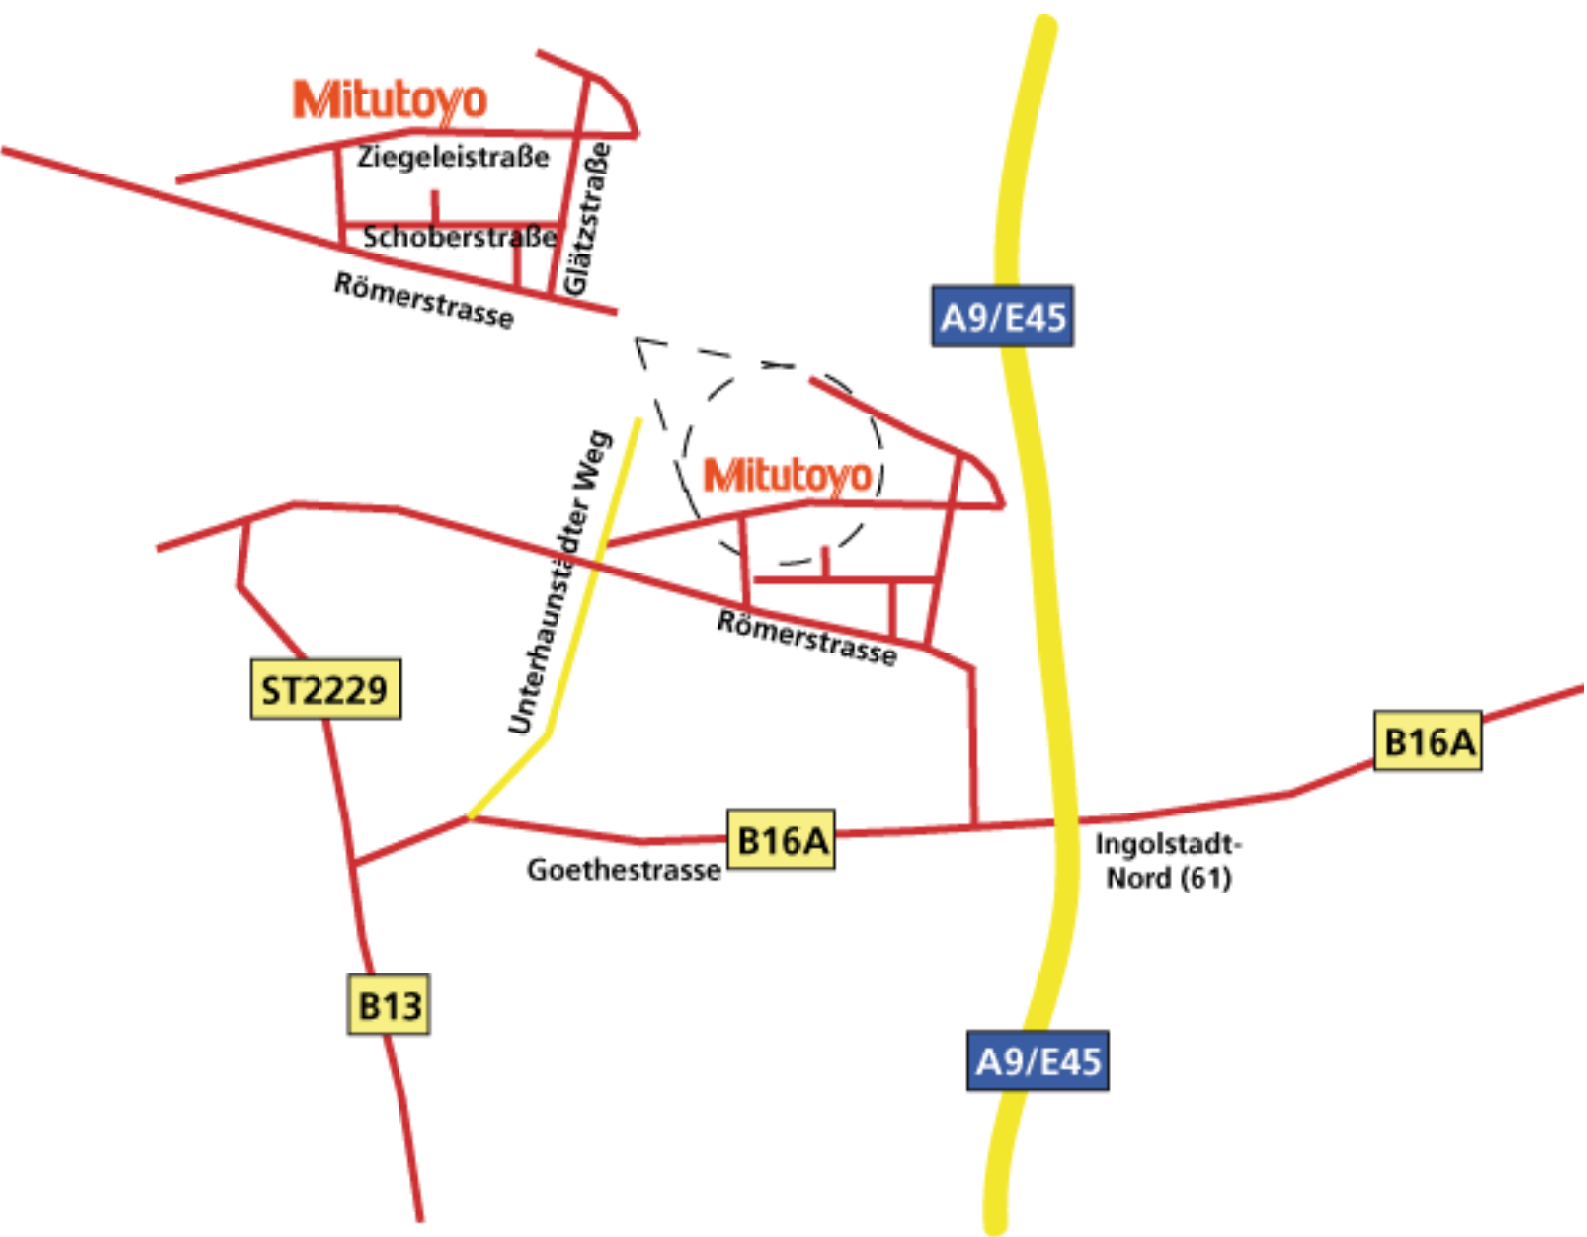 Mitutoyo
Ziegeleistraße
Glätzstraße
Schoberstraße
Römerstrasse
A9/E45
Unterhaunstädter Weg
Mitutoyo
Römerstrasse
ST2229
B16A
B16A
Goethestrasse
Ingolstadt-
Nord (61)
B13
A9/E45